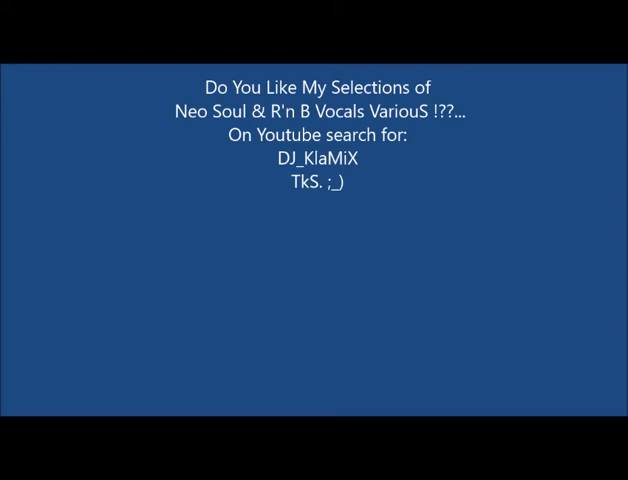 Do You Like My Selections of
Neo Soul & R'n B Vocals VariouS !??...
On Youtube search for:
DJ_KlaMiX
TkS. ;_)